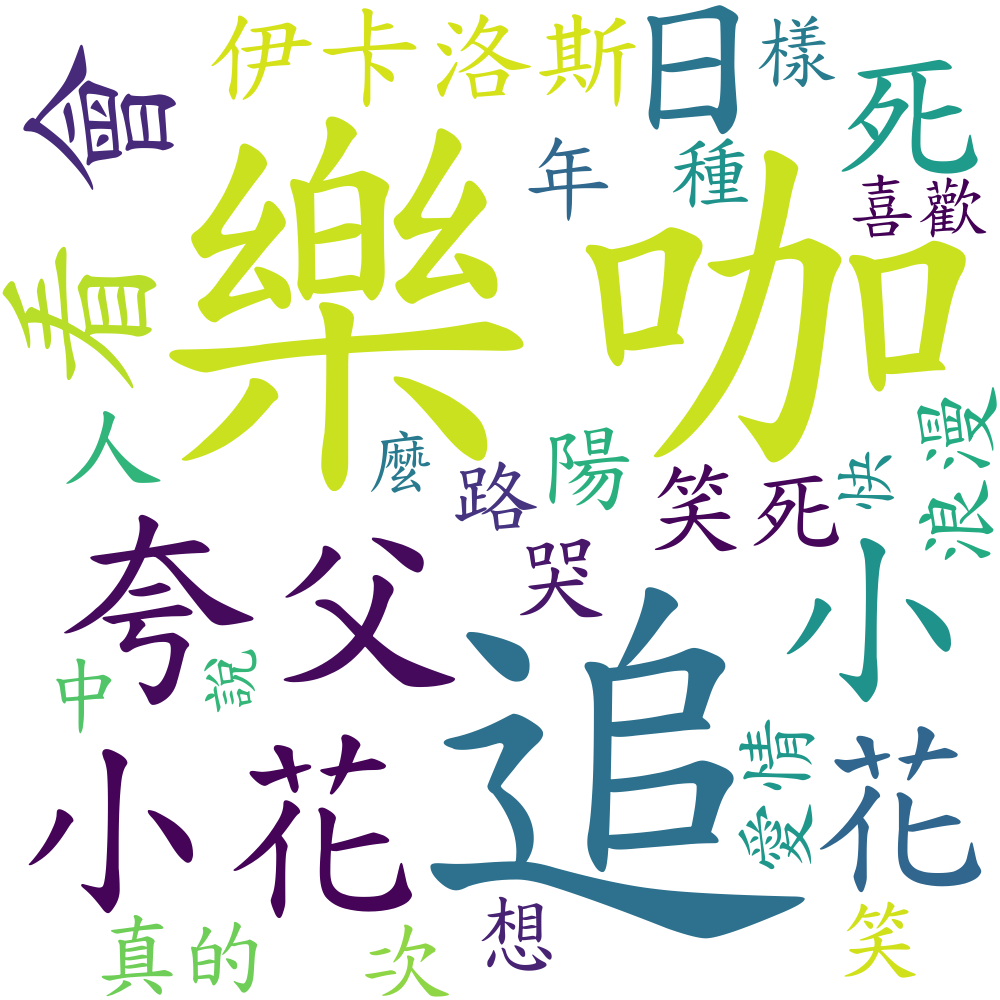 伊卡洛斯
日
樣
會
死
年
種
喜歡
樂咖
看
人
麼
路
陽
笑死
快
浪漫
夸父
哭
追
小
中
說
小花
愛情
花
真的
次
想
笑